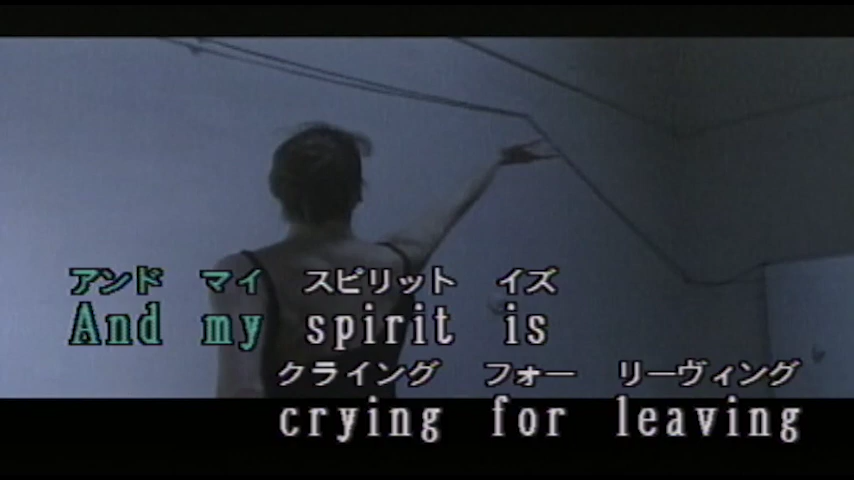 アンド マイ スピリット イズ
And my spirit is
クライング フォー リーヴィング
crying for leaving